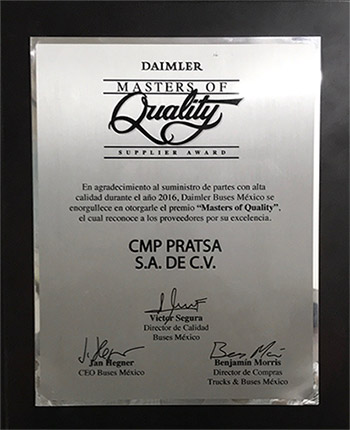 DAIMLER
MASTERS OF
Quality
SUPPLIER AWARD
En agradecimiento al suministro de partes con alta
calidad durante el año 2016, Daimler Buses México se
enorgullece en otorgarle el premio “Masters of Quality”,
el cual reconoce a los proveedores por su excelencia.
CMP PRATSA
S.A. DE C.V.
Victor Segura
Director de Calidad
Buses México
Jan Hegner
CEO Buses México
Benjamín Morris
Director de Compras
Trucks & Buses México